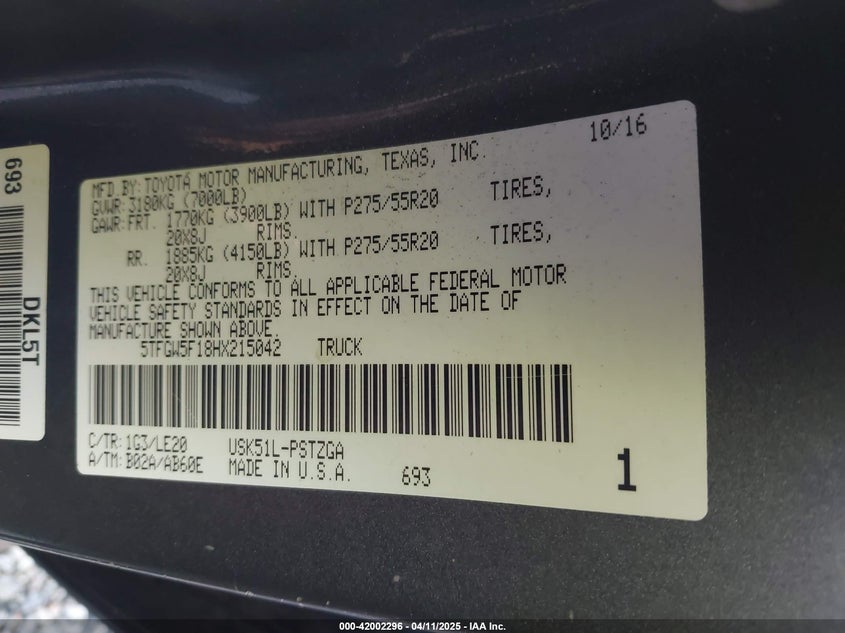 693
DKL5T
10/16
MFD.BY:TOYOTA MOTOR MANUFACTURING, TEXAS, INC.
GVWR:3180KG (7000LB)
GAWR:FRT. 1770KG (3900LB) WITH P275/55R20 TIRES,
20X8J RIMS.
RR. 1885KG (4150LB) WITH P275/55R20 TIRES,
20X8J RIMS.
THIS VEHICLE CONFORMS TO ALL APPLICABLE FEDERAL MOTOR
VEHICLE SAFETY STANDARDS IN EFFECT ON THE DATE OF
MANUFACTURE SHOWN ABOVE.
5TFGW5F18HX215042 TRUCK
C/TR:1G3/LE20 USK51L-PSTZGA
A/TM:B02A/AB60E MADE IN U.S.A. 693
1
000-42002296 - 04/11/2025 - IAA Inc.